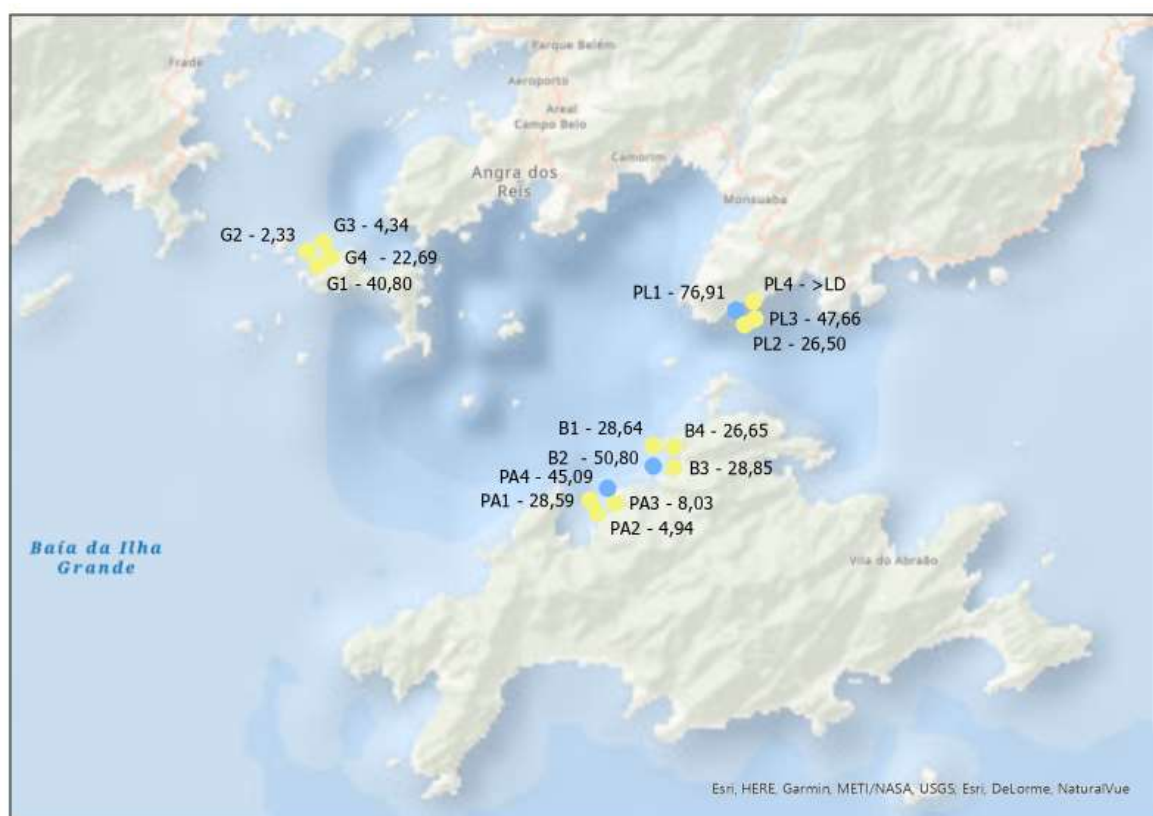 Parque Belém
Frade
Aeroporto
Areal
Campo Belo
Camorim
Angra dos
Reis
Monsuaba
G3 - 4,34
G2 - 2,33
G4 - 22,69
G1 - 40,80
PL4 - >LD
PL1 - 76,91
PL3 - 47,66
PL2 - 26,50
B1 - 28,64
B4 - 26,65
B2 - 50,80
B3 - 28,85
PA4 - 45,09
PA1 - 28,59
PA3 - 8,03
PA2 - 4,94
Baía da Ilha
Grande
Vila do Abraão
Esri, HERE, Garmin, METI/NASA, USGS, Esri, DeLorme, NaturalVue